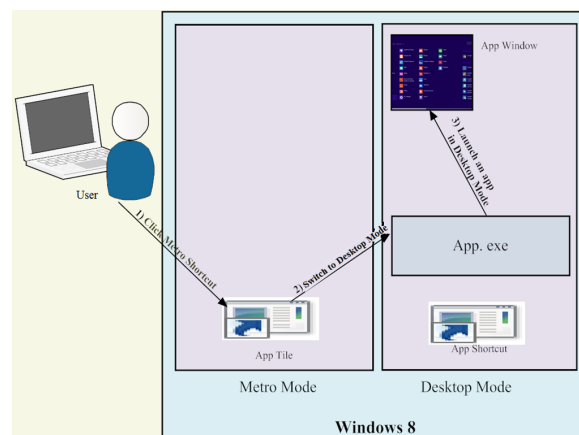 App Window
3) Launch an app
in Desktop Mode
User
1) Click Metro Shortcut
2) Switch to Desktop Mode
App. exe
App Tile
App Shortcut
Metro Mode
Desktop Mode
Windows 8